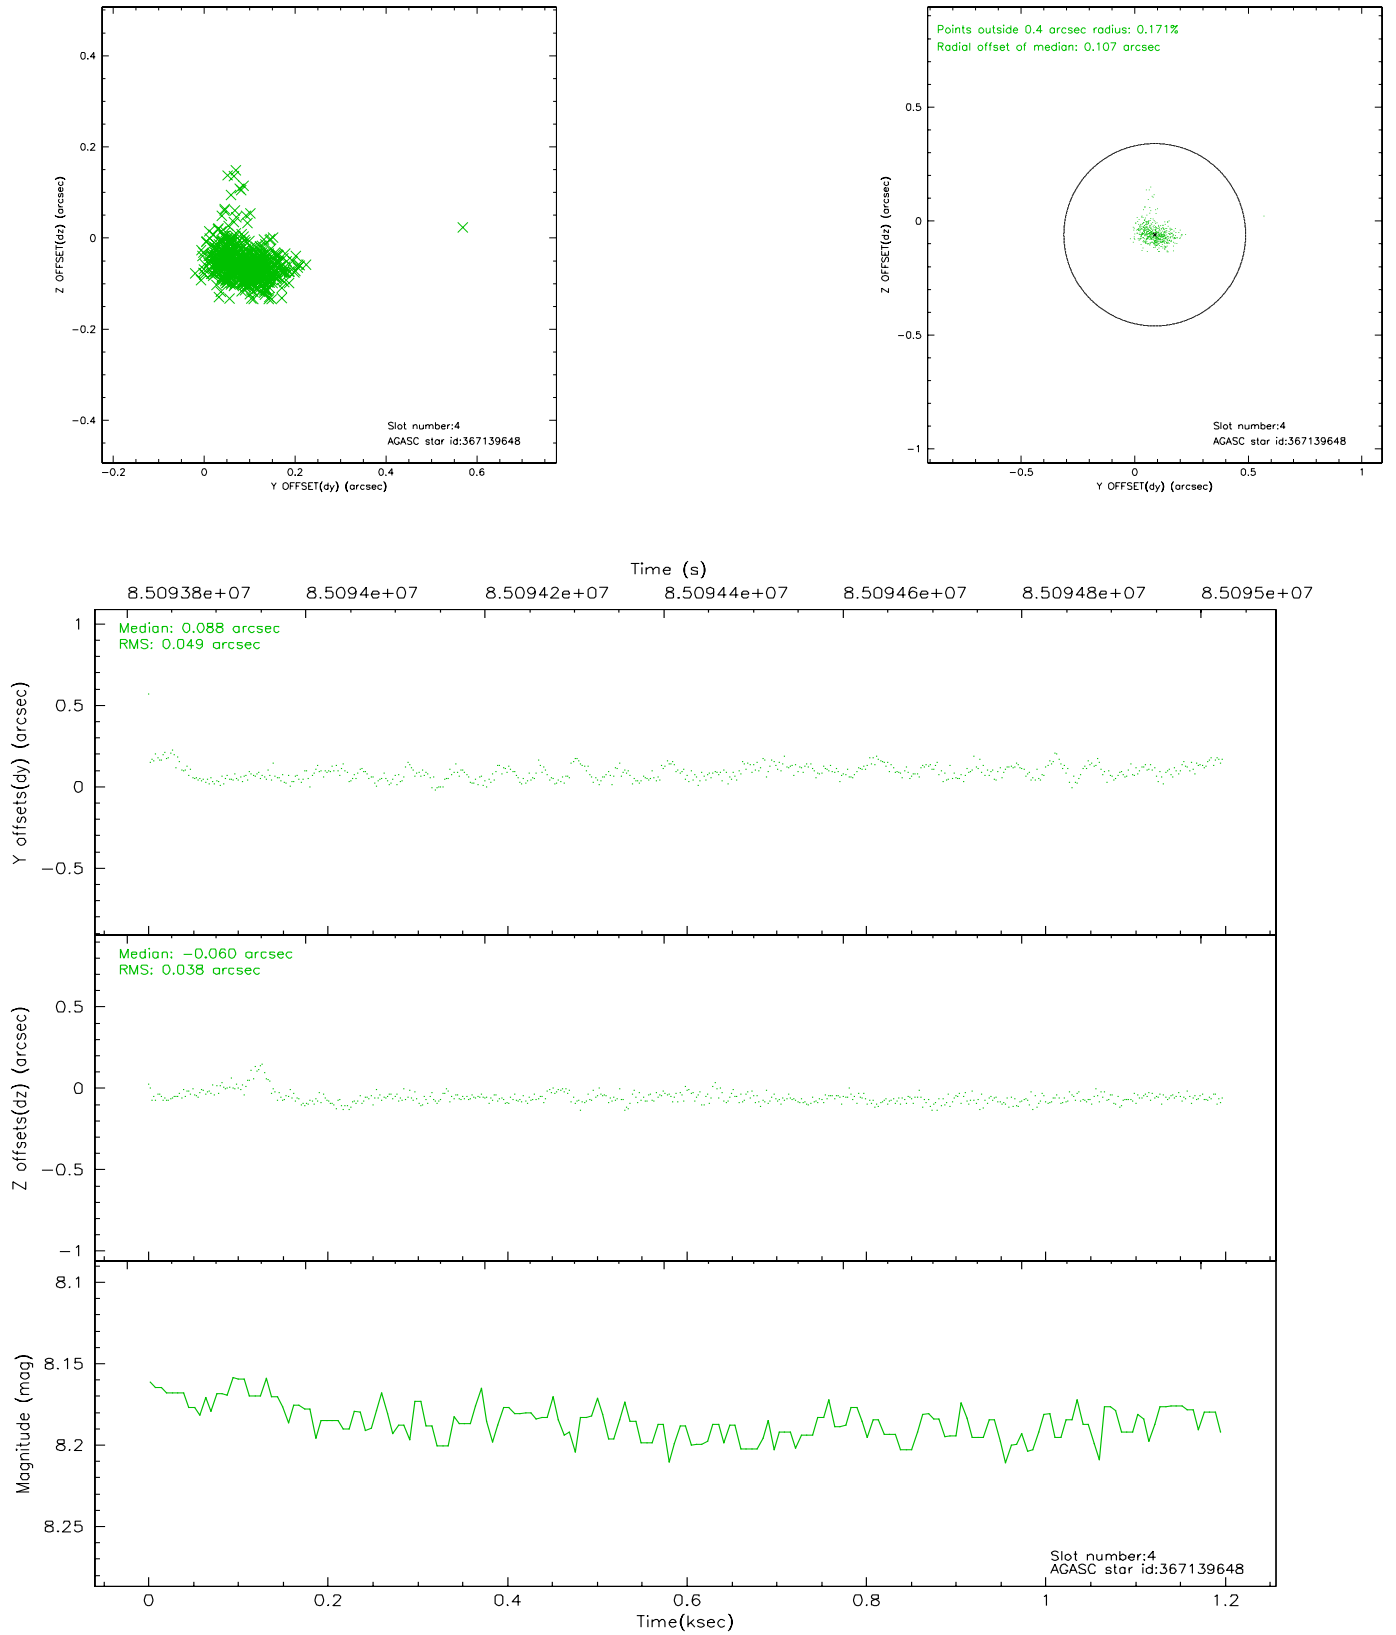 0.4
0.2
0
−0.2
−0.4
Z OFFSET(dz) (arcsec)
Slot number:4
AGASC star id:367139648
−0.2 0 0.2 0.4 0.6
Y OFFSET(dy) (arcsec)
Points outside 0.4 arcsec radius: 0.171%
Radial offset of median: 0.107 arcsec
0.5
0
−0.5
−1
Z OFFSET(dz) (arcsec)
Slot number:4
AGASC star id:367139648
−0.5 0 0.5 1
Y OFFSET(dy) (arcsec)
Time (s)
8.50938e+07 8.5094e+07 8.50942e+07 8.50944e+07 8.50946e+07 8.50948e+07 8.5095e+07
Median: 0.088 arcsec
RMS: 0.049 arcsec
1
0.5
0
−0.5
Y offsets(dy) (arcsec)
Median: −0.060 arcsec
RMS: 0.038 arcsec
0.5
0
−0.5
−1
Z offsets(dz) (arcsec)
8.1
8.15
8.2
8.25
Magnitude (mag)
Slot number:4
AGASC star id:367139648
0 0.2 0.4 0.6 0.8 1 1.2
Time(ksec)